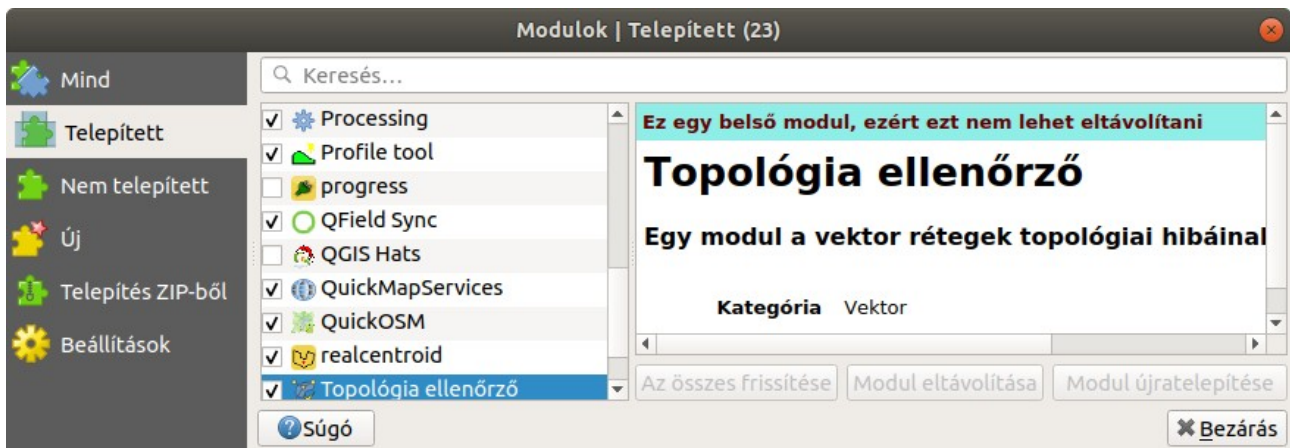 Modulok | Telepített (23)
Mind
Telepített
Nem telepített
Új
Telepítés ZIP-ből
Beállítások
Keresés...
Processing
Profile tool
progress
QField Sync
QGIS Hats
QuickMapServices
QuickOSM
realcentroid
Topológia ellenőrző
Ez egy belső modul, ezért ezt nem lehet eltávolítani
Topológia ellenőrző
Egy modul a vektor rétegek topológiai hibáinal
Kategória Vektor
Az összes frissítése Modul eltávolítása Modul újratelepítése
Súgó Bezárás